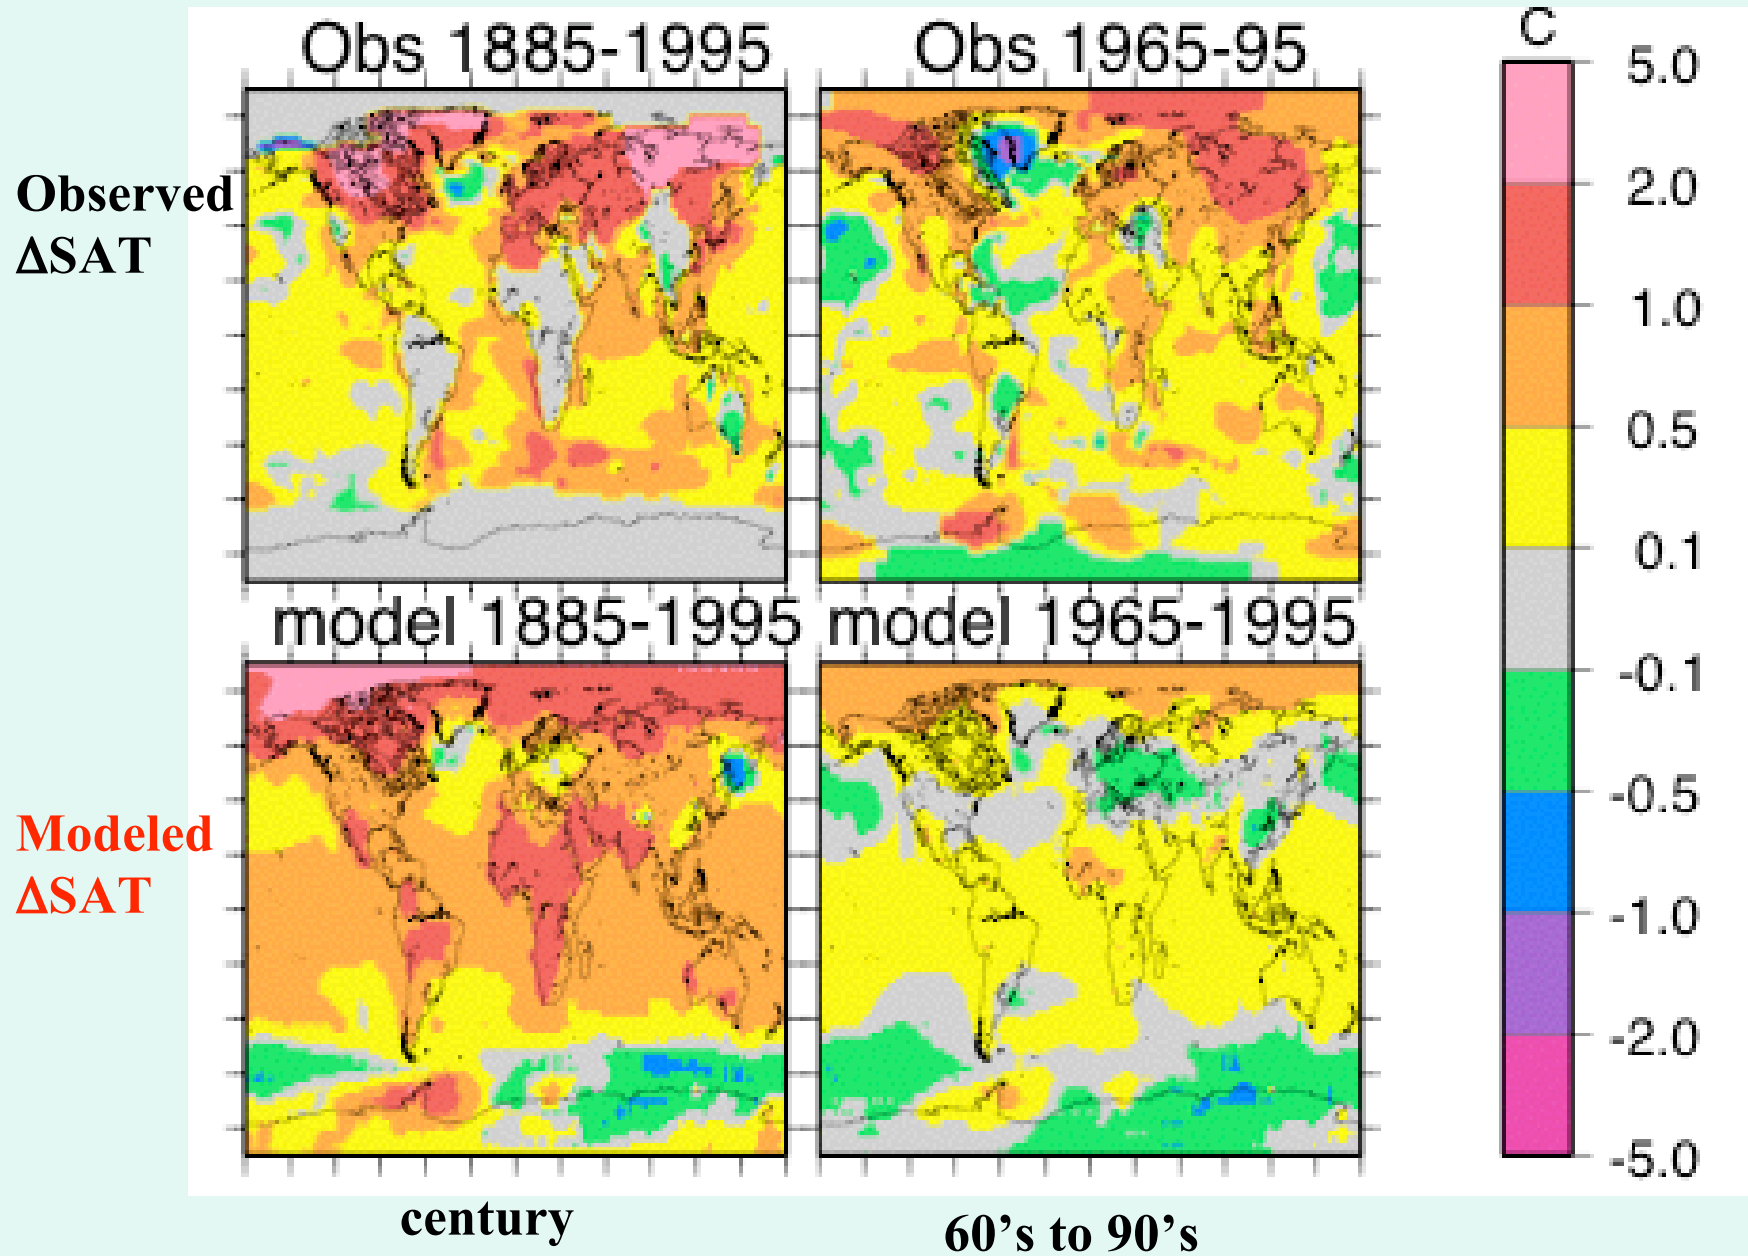 Obs 1885-1995
Obs 1965-95
C
Observed
ΔSAT
model 1885-1995
model 1965-1995
Modeled
ΔSAT
5.0
2.0
1.0
0.5
0.1
-0.1
-0.5
-1.0
-2.0
-5.0
century
60’s to 90’s